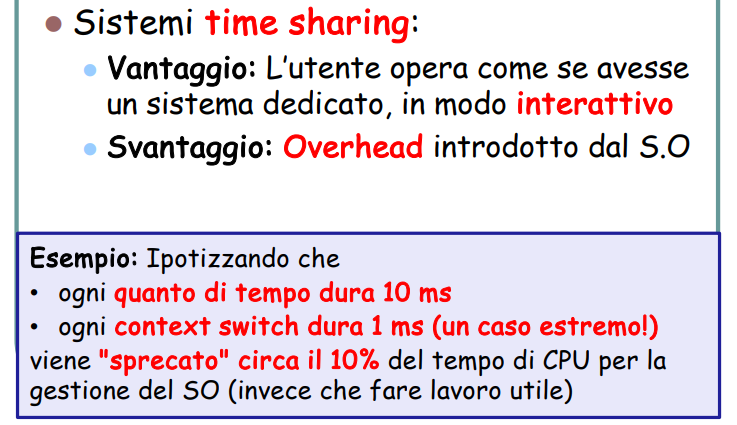 Sistemi time sharing:
Vantaggio: L'utente opera come se avesse
un sistema dedicato, in modo interattivo
Svantaggio: Overhead introdotto dal S.O
Esempio: Ipotizzando che
• ogni quanto di tempo dura 10 ms
• ogni context switch dura 1 ms (un caso estremo!)
viene "sprecato" circa il 10% del tempo di CPU per la
gestione del SO (invece che fare lavoro utile)